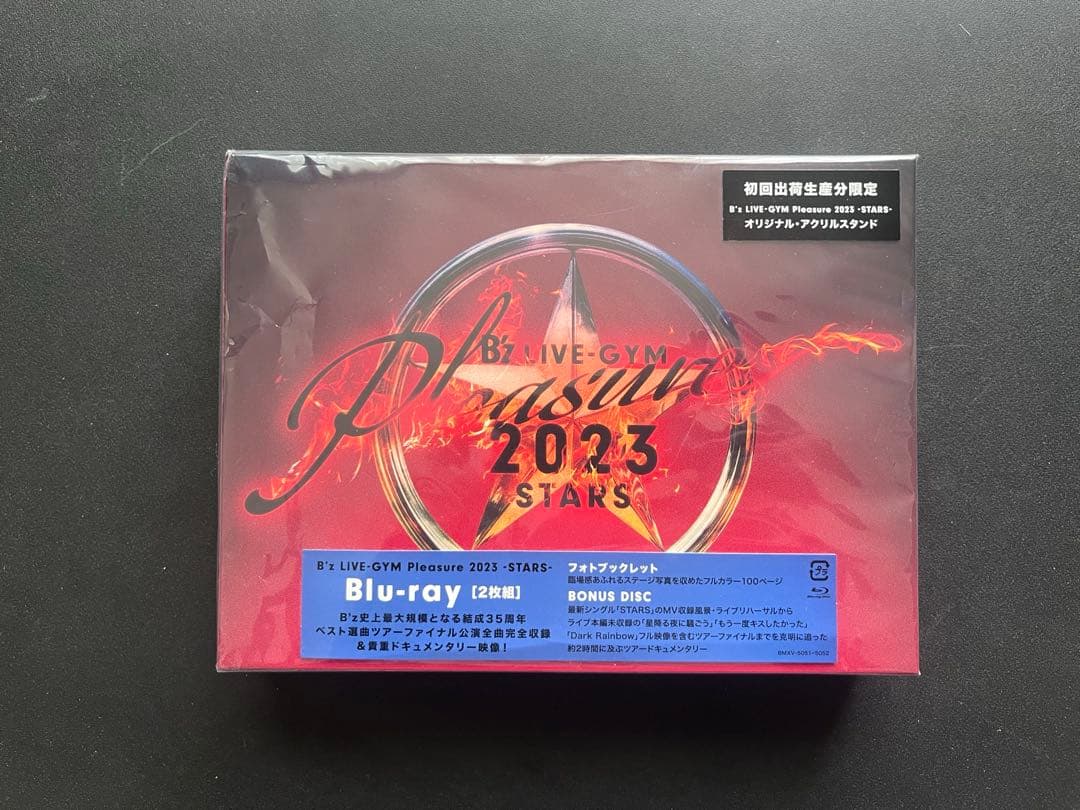 初回出荷生産分限定
B'z LIVE-GYM Pleasure 2023 -STARS-
オリジナル・アクリルスタンド
B'z LIVE-GYM
Pleasure
2023
STARS
B'z LIVE-GYM Pleasure 2023 -STARS-
Blu-ray [2枚組]
B'z史上最大規模となる結成35周年
ベスト選曲ツアーファイナル公演全曲完全収録
&貴重ドキュメンタリー映像!
フォトブックレット
臨場感あふれるステージ写真を収めたフルカラー100ページ
BONUS DISC
最新シングル「STARS」のMV収録風景・ライブリハーサルから
ライブ本編未収録の「星降る夜に騒ごう」「もう一度キスしたかった」
「Dark Rainbow」フル映像を含むツアーファイナルまでを克明に追った
約2時間に及ぶツアードキュメンタリー
プラ
Blu-ray
BMXV-5051~5052